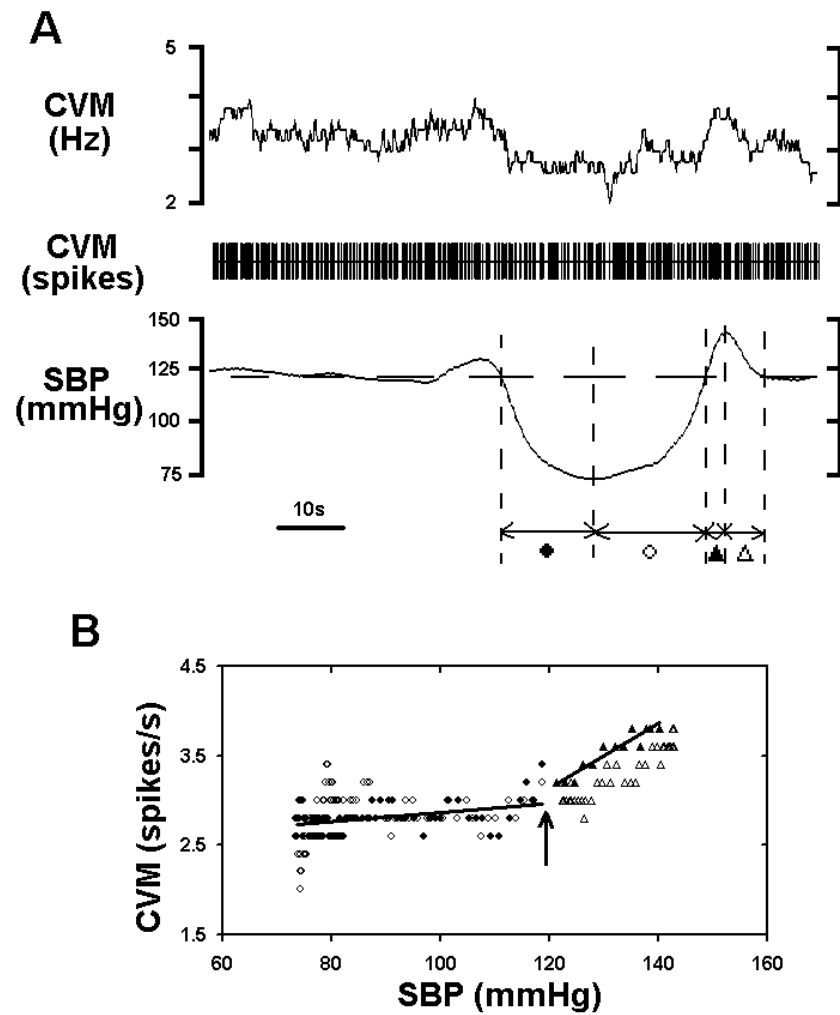 A
5
CVM
(Hz)
2
CVM
(spikes)
150
125
SBP
(mmHg)
100
75
10s
B
4.5
3.5
2.5
1.5
CVM (spikes/s)
60 80 100 120 140 160
SBP (mmHg)